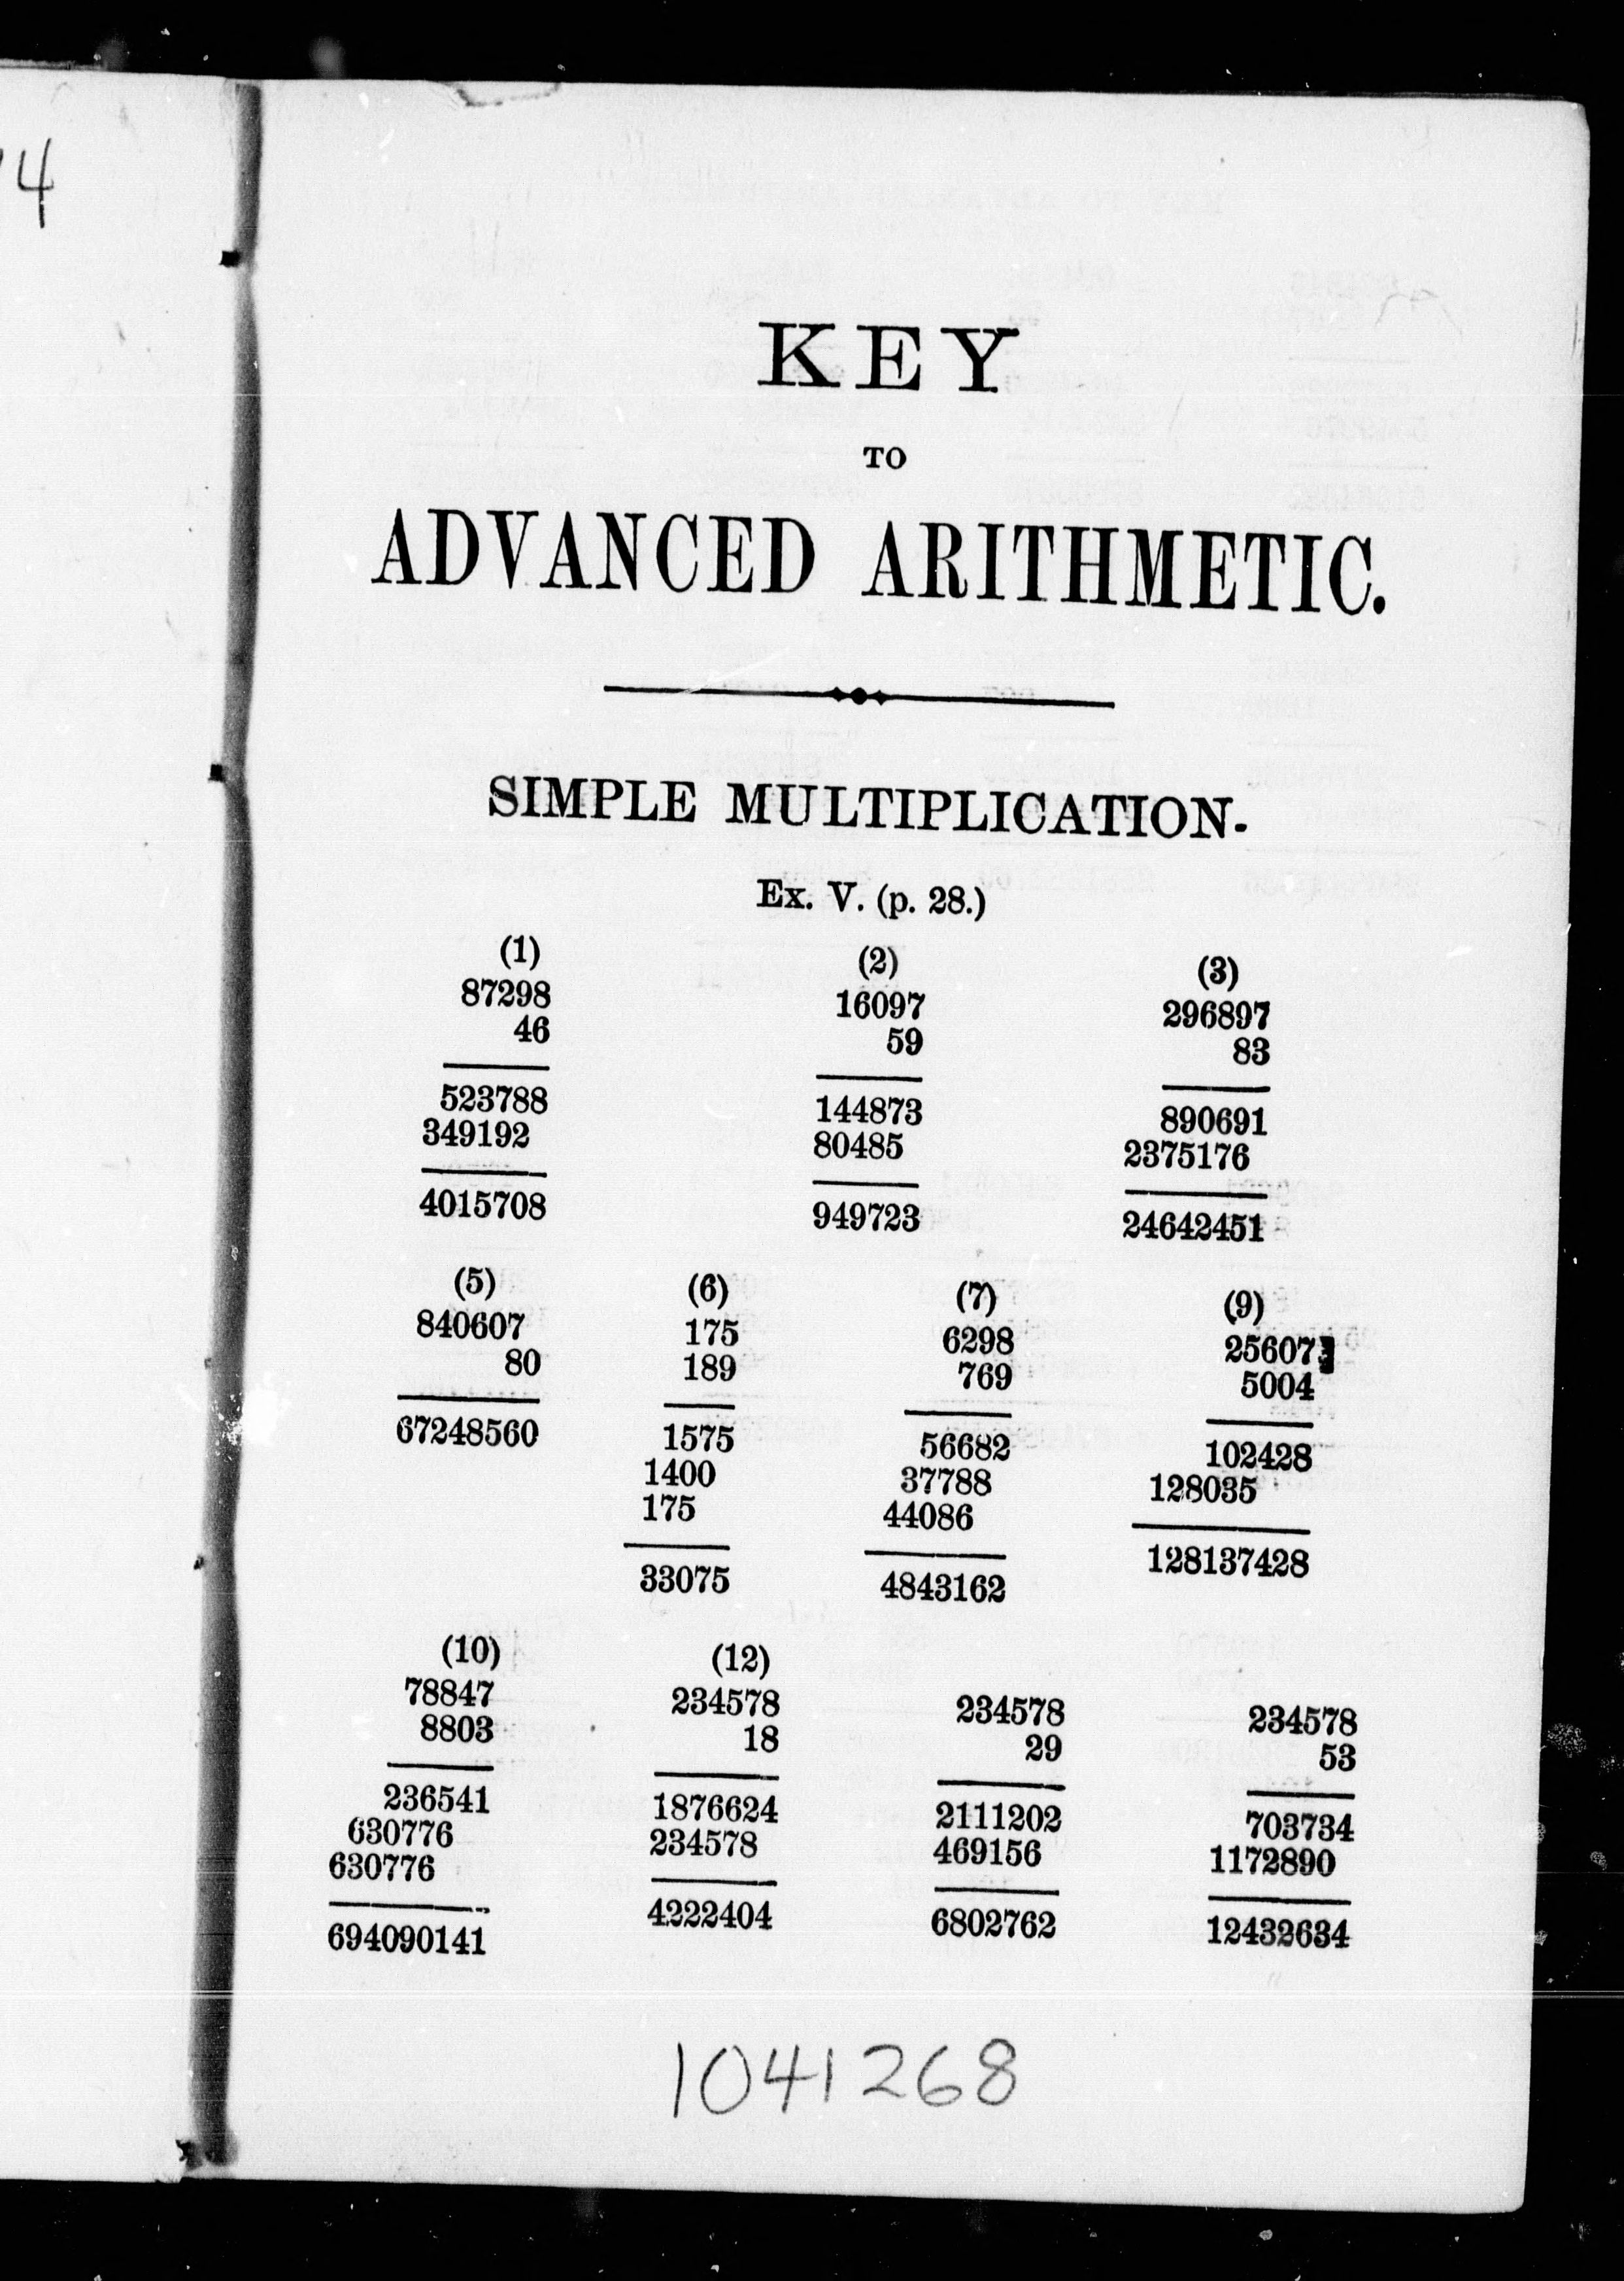 4
KEY
TO
ADVANCED ARITHMETIC.
SIMPLE MULTIPLICATION.
Ex. V. (p. 28.)
(1) (2) (3)
87298 16097 296897
46 59 83
523788 144873 890691
349192 80485 2375176
4015708 949723 24642451
(5) (6) (7) (9)
840607 175 6298 25607
80 189 769 5004
67248560 1575 56682 102428
1400 37788 128035
175 44086
33075 4843162 128137428
(10) (12)
78847 234578 234578 234578
8803 18 29 53
236541 1876624 2111202 703734
630776 234578 469156 1172890
630776
694090141 4222404 6802762 12432634
1041268